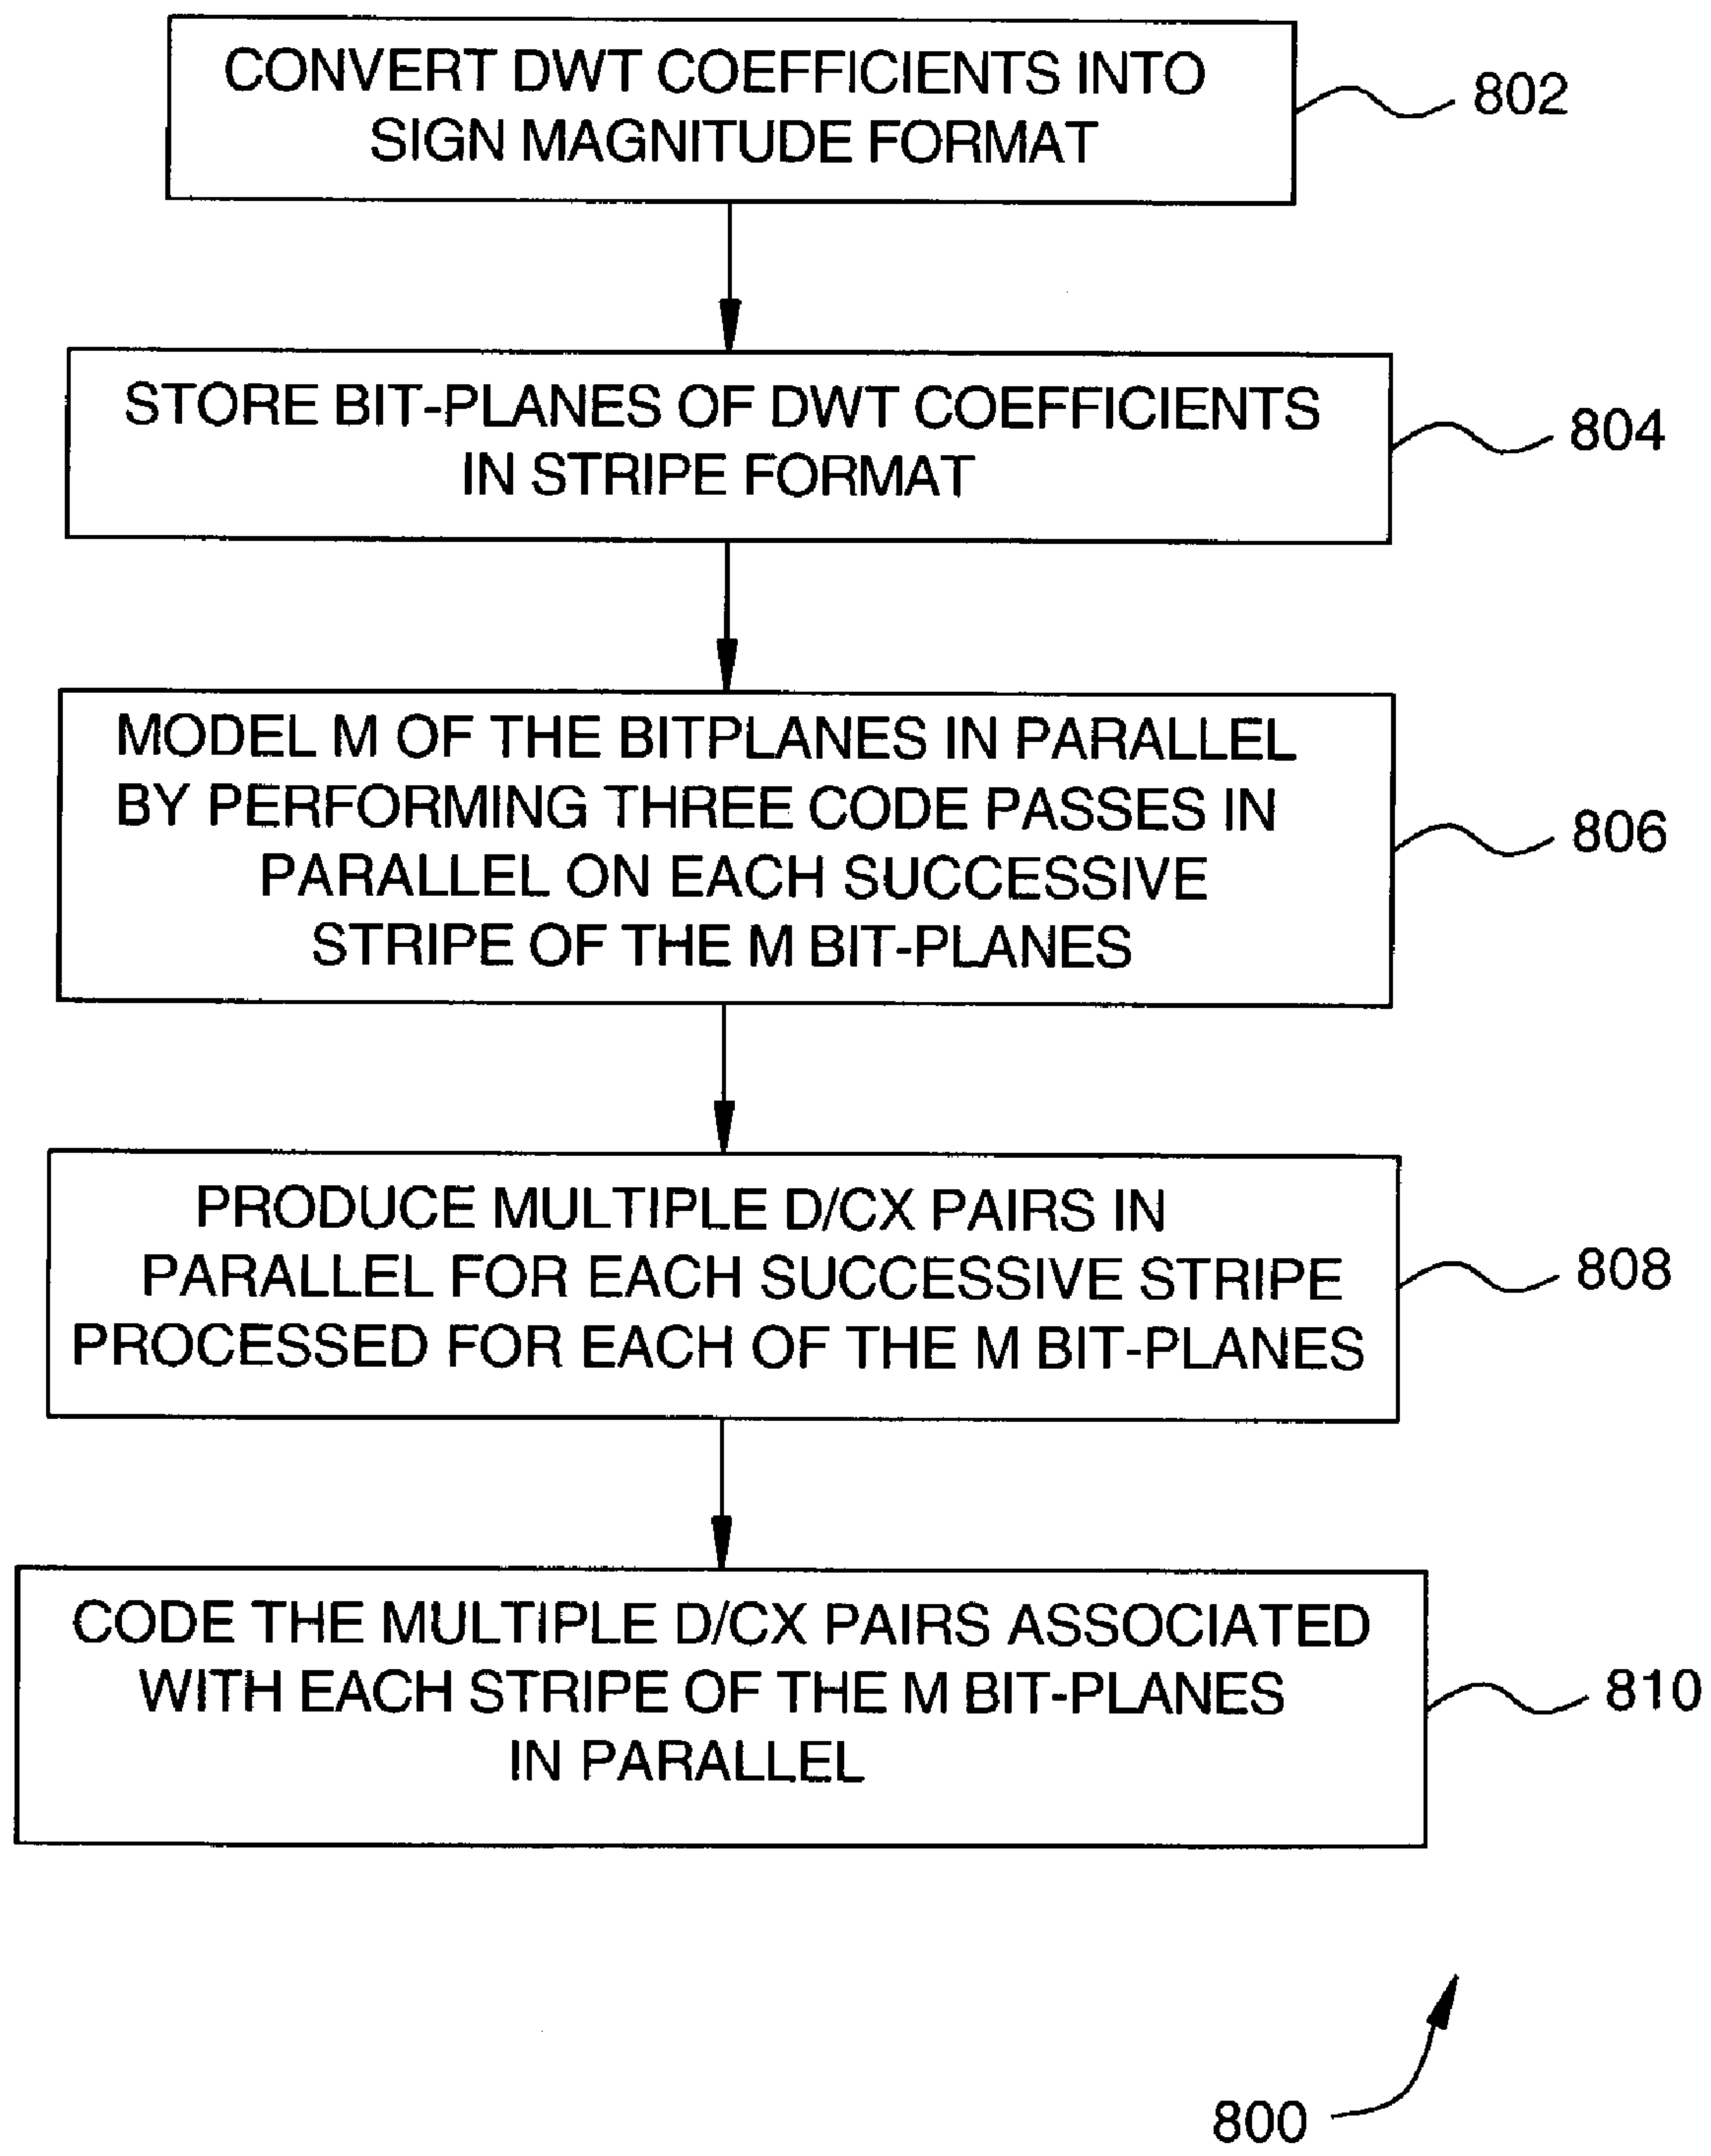 CONVERT DWT COEFFICIENTS INTO
SIGN MAGNITUDE FORMAT
802
STORE BIT-PLANES OF DWT COEFFICIENTS
IN STRIPE FORMAT
804
MODEL M OF THE BITPLANES IN PARALLEL
BY PERFORMING THREE CODE PASSES IN
PARALLEL ON EACH SUCCESSIVE
STRIPE OF THE M BIT-PLANES
806
PRODUCE MULTIPLE D/CX PAIRS IN
PARALLEL FOR EACH SUCCESSIVE STRIPE
PROCESSED FOR EACH OF THE M BIT-PLANES
808
CODE THE MULTIPLE D/CX PAIRS ASSOCIATED
WITH EACH STRIPE OF THE M BIT-PLANES
IN PARALLEL
810
800